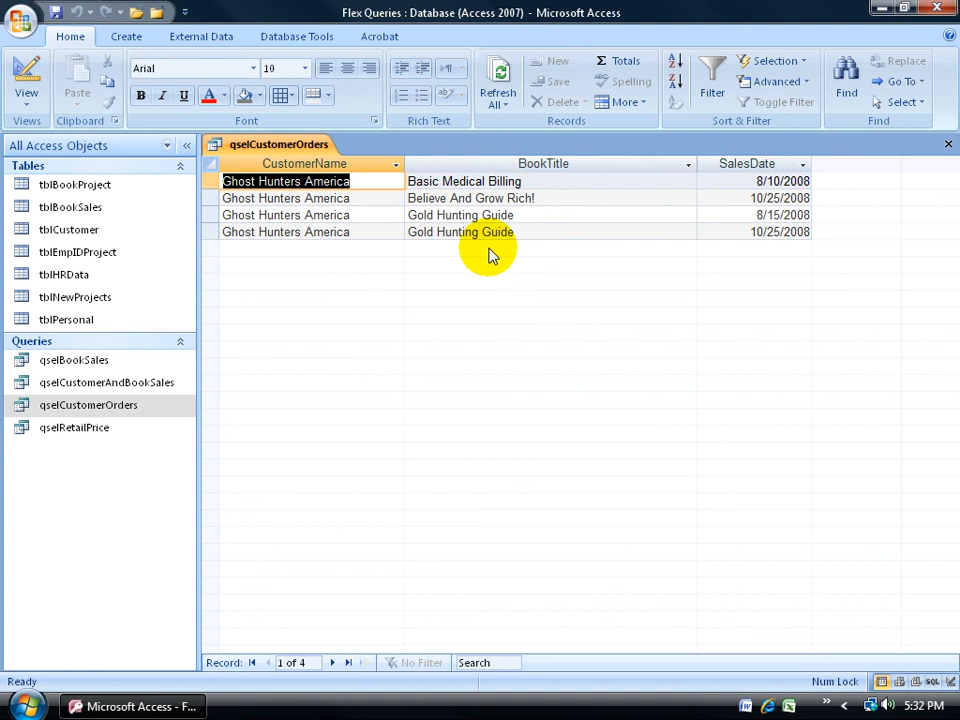 Flex Queries : Database (Access 2007) - Microsoft Access
Home Create External Data Database Tools Acrobat
View
Views
Paste
Clipboard
Arial 10
B I U A
Font
Rich Text
Refresh All
New
Save
Delete
Totals
Spelling
More
Records
Filter
Selection
Advanced
Toggle Filter
Sort & Filter
Find
Replace
Go To
Select
Find
All Access Objects
Tables
tblBookProject
tblBookSales
tblCustomer
tblEmpIDProject
tblHRData
tblNewProjects
tblPersonal
Queries
qselBookSales
qselCustomerAndBookSales
qselCustomerOrders
qselRetailPrice
qselCustomerOrders
CustomerName BookTitle SalesDate
Ghost Hunters America Basic Medical Billing 8/10/2008
Ghost Hunters America Believe And Grow Rich! 10/25/2008
Ghost Hunters America Gold Hunting Guide 8/15/2008
Ghost Hunters America Gold Hunting Guide 10/25/2008
Record: 1 of 4 No Filter Search
Ready Num Lock SQL
Microsoft Access - F... 5:32 PM